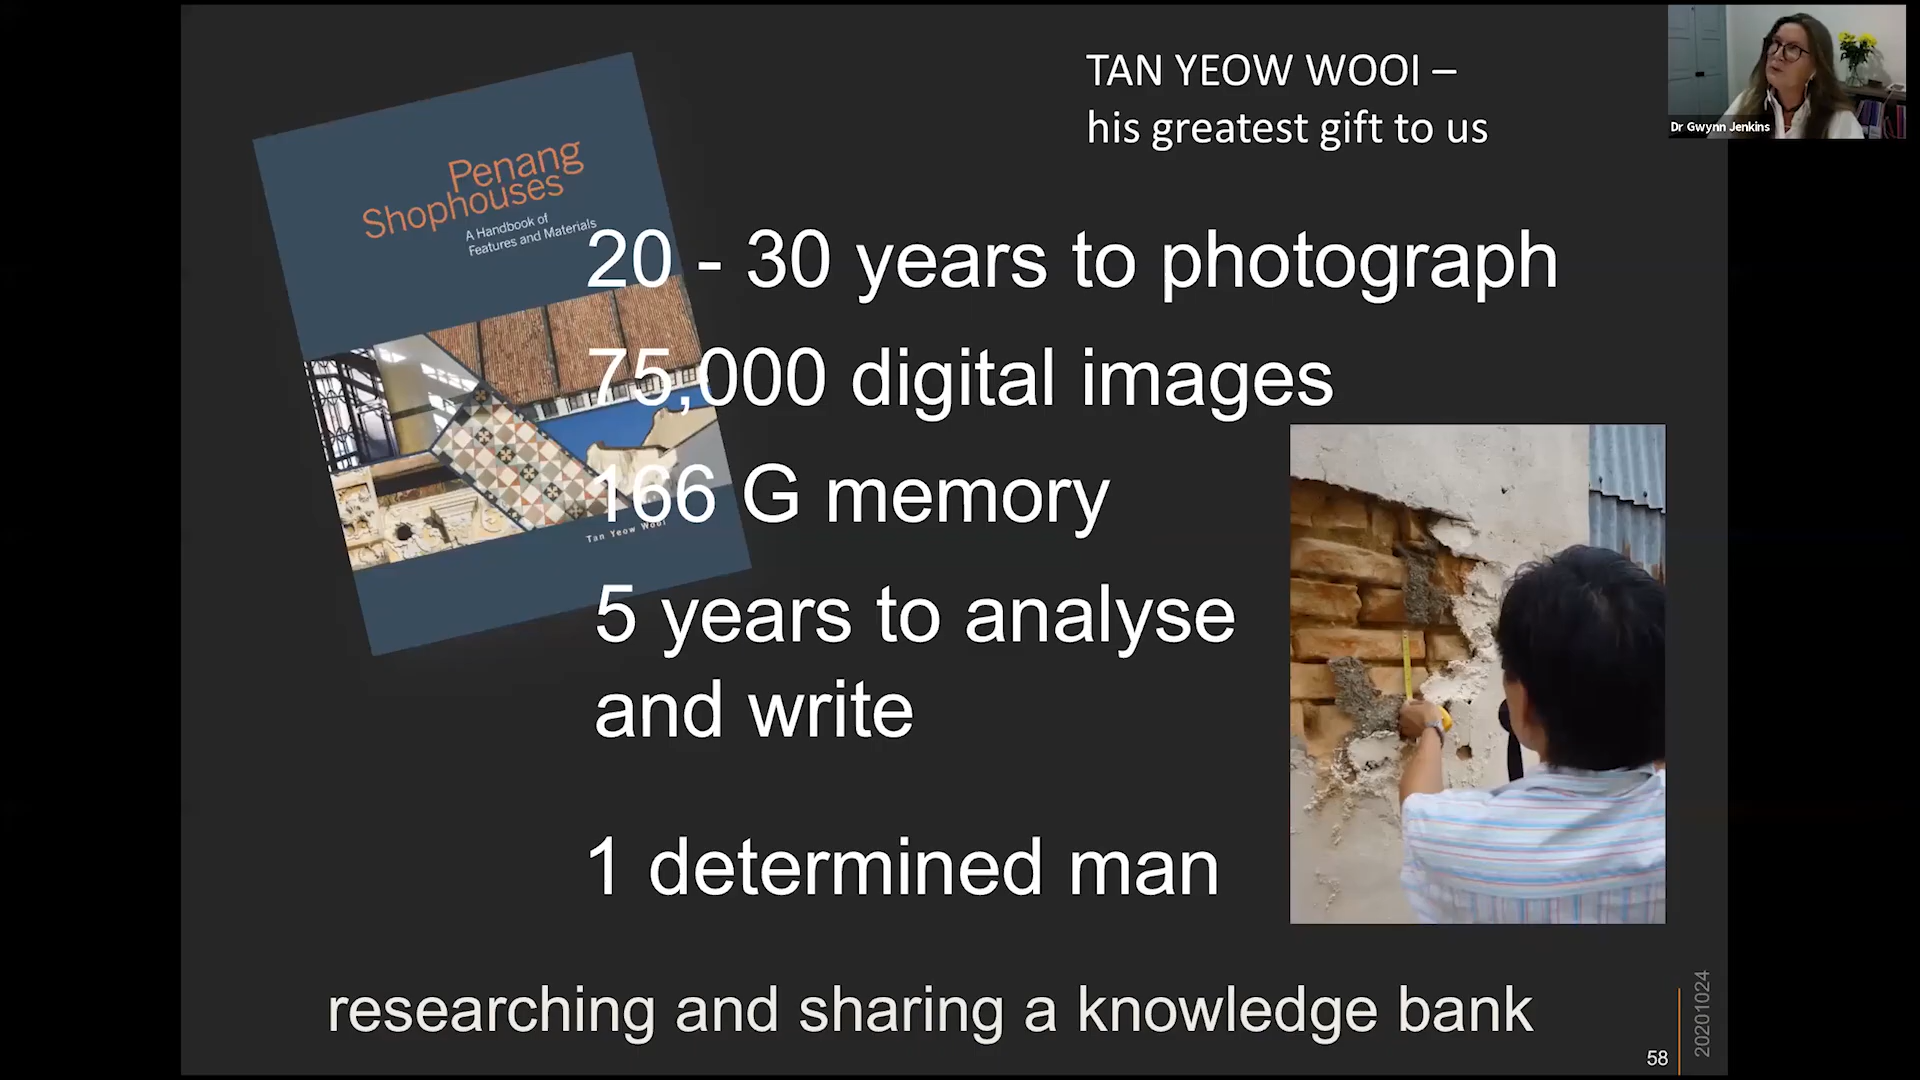 TAN YEOW WOOI –
his greatest gift to us
Dr Gwynn Jenkins
Penang
Shophouses
A Handbook of
Features and Materials
Tan Yeow Wooi
20 - 30 years to photograph
75,000 digital images
166 G memory
5 years to analyse
and write
1 determined man
researching and sharing a knowledge bank
58
20201024